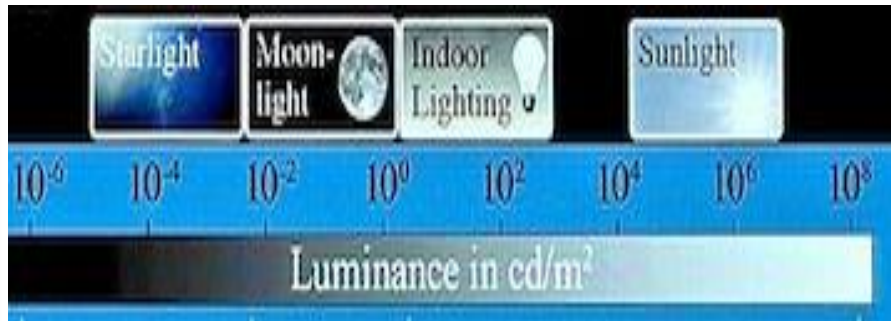 Starlight
Moon-
light
Indoor
Lighting
Sunlight
10⁻⁶ 10⁻⁴ 10⁻² 10⁰ 10² 10⁴ 10⁶ 10⁸
Luminance in cd/m²